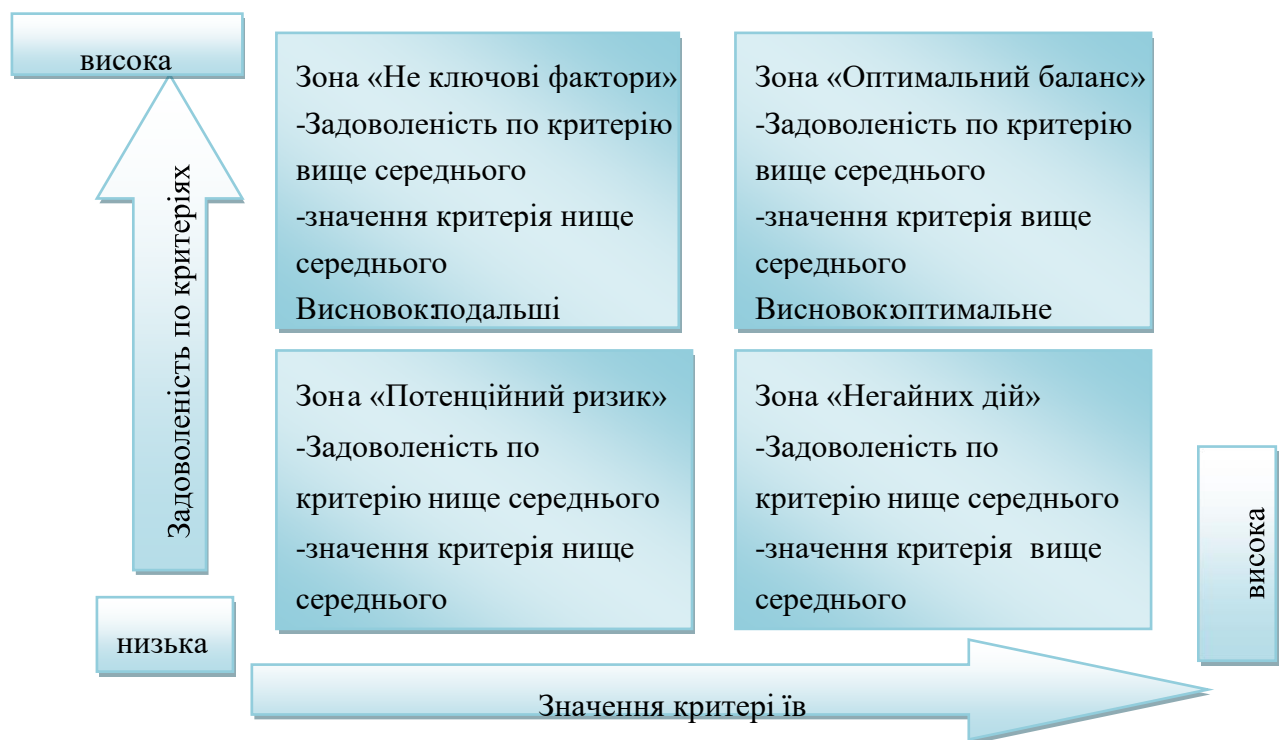 висока
Задоволеність по критеріях
низька
Зона «Не ключові фактори»
-Задоволеність по критерію
вище середнього
-значення критерія нище
середнього
Висновок:подальші
Зона «Оптимальний баланс»
-Задоволеність по критерію
вище середнього
-значення критерія вище
середнього
Висновок:оптимальне
Зона «Потенційний ризик»
-Задоволеність по
критерію нище середнього
-значення критерія нище
середнього
Зона «Негайних дій»
-Задоволеність по
критерію нище середнього
-значення критерія вище
середнього
висока
Значення критері їв